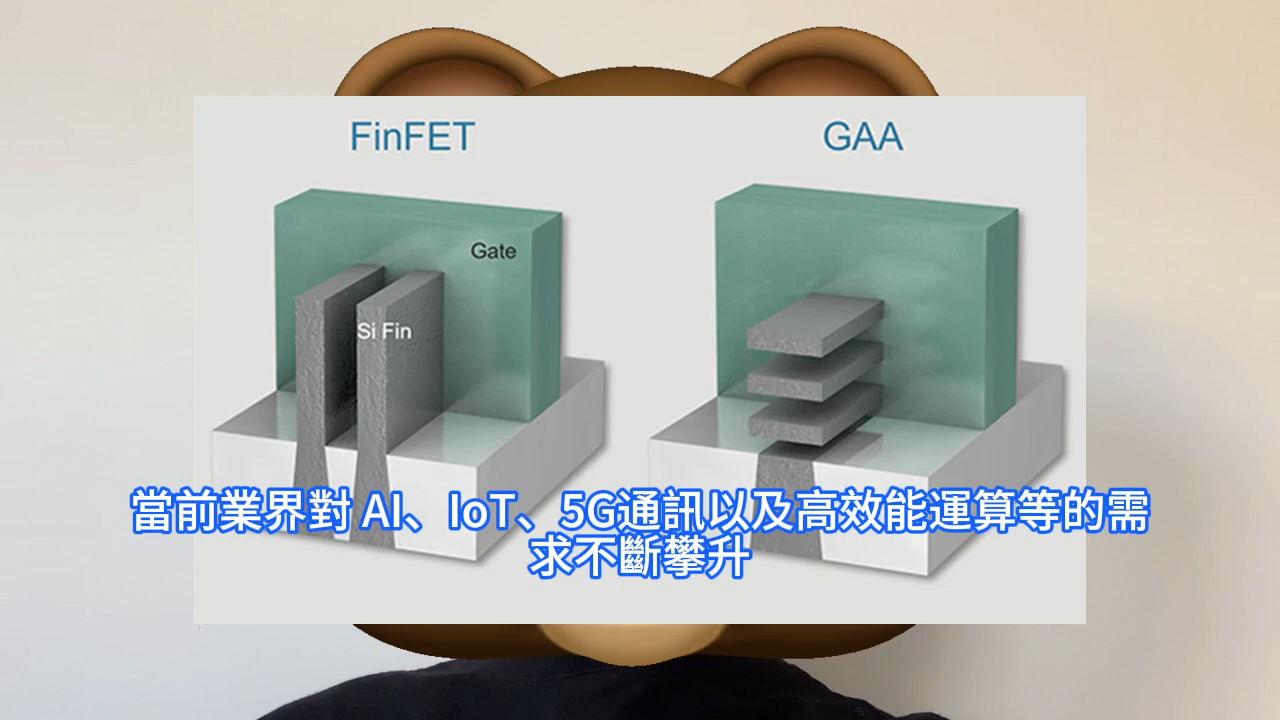 FinFET
GAA
Gate
Si Fin
當前業界對 AI、IoT、5G通訊以及高效能運算等的需
求不斷攀升